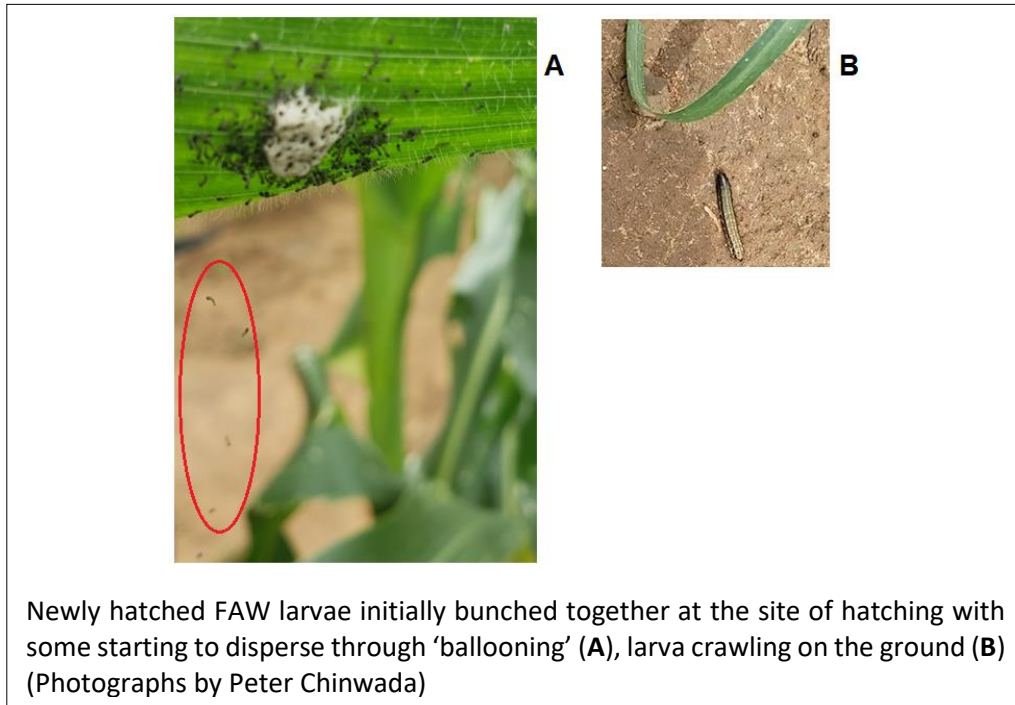 A
B
Newly hatched FAW larvae initially bunched together at the site of hatching with
some starting to disperse through ‘ballooning’ (A), larva crawling on the ground (B)
(Photographs by Peter Chinwada)